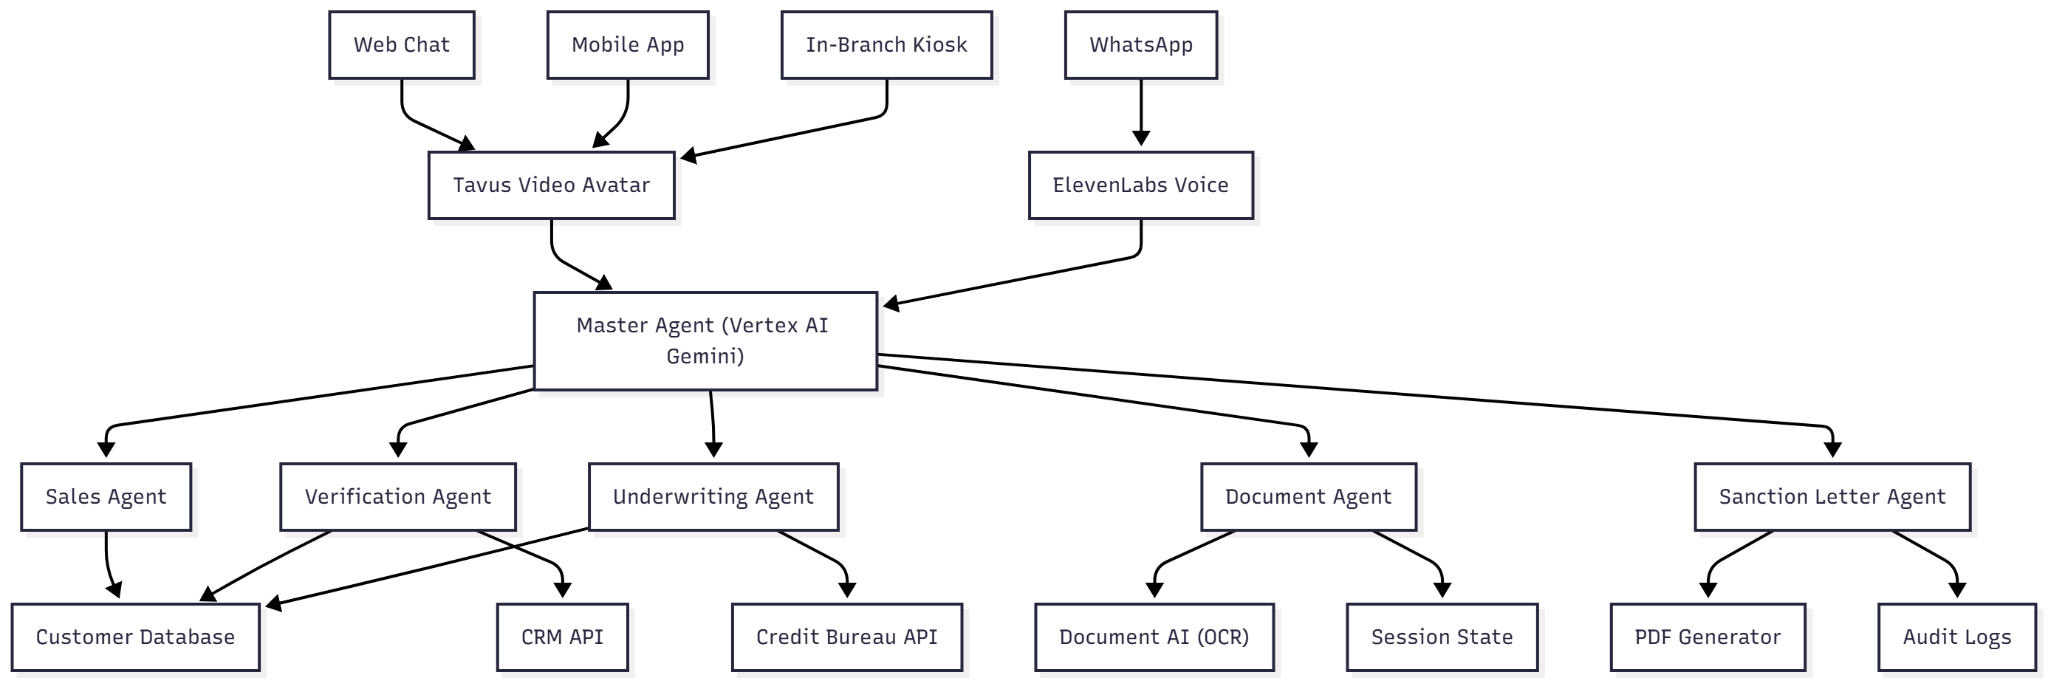 Web Chat
Mobile App
In-Branch Kiosk
WhatsApp
Tavus Video Avatar
ElevenLabs Voice
Master Agent (Vertex AI
Gemini)
Sales Agent
Verification Agent
Underwriting Agent
Document Agent
Sanction Letter Agent
Customer Database
CRM API
Credit Bureau API
Document AI (OCR)
Session State
PDF Generator
Audit Logs